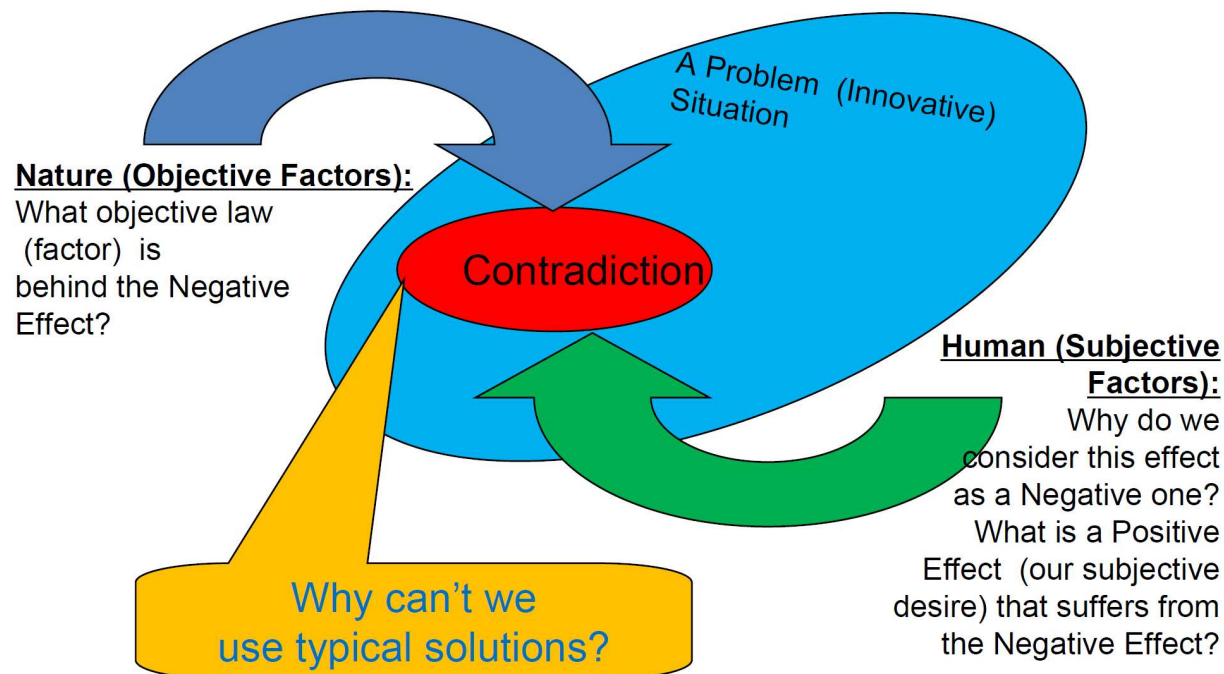 A Problem (Innovative)
Situation
Nature (Objective Factors):
What objective law
(factor) is
behind the Negative
Effect?
Contradiction
Human (Subjective
Factors):
Why do we
consider this effect
as a Negative one?
What is a Positive
Effect (our subjective
desire) that suffers from
the Negative Effect?
Why can't we
use typical solutions?